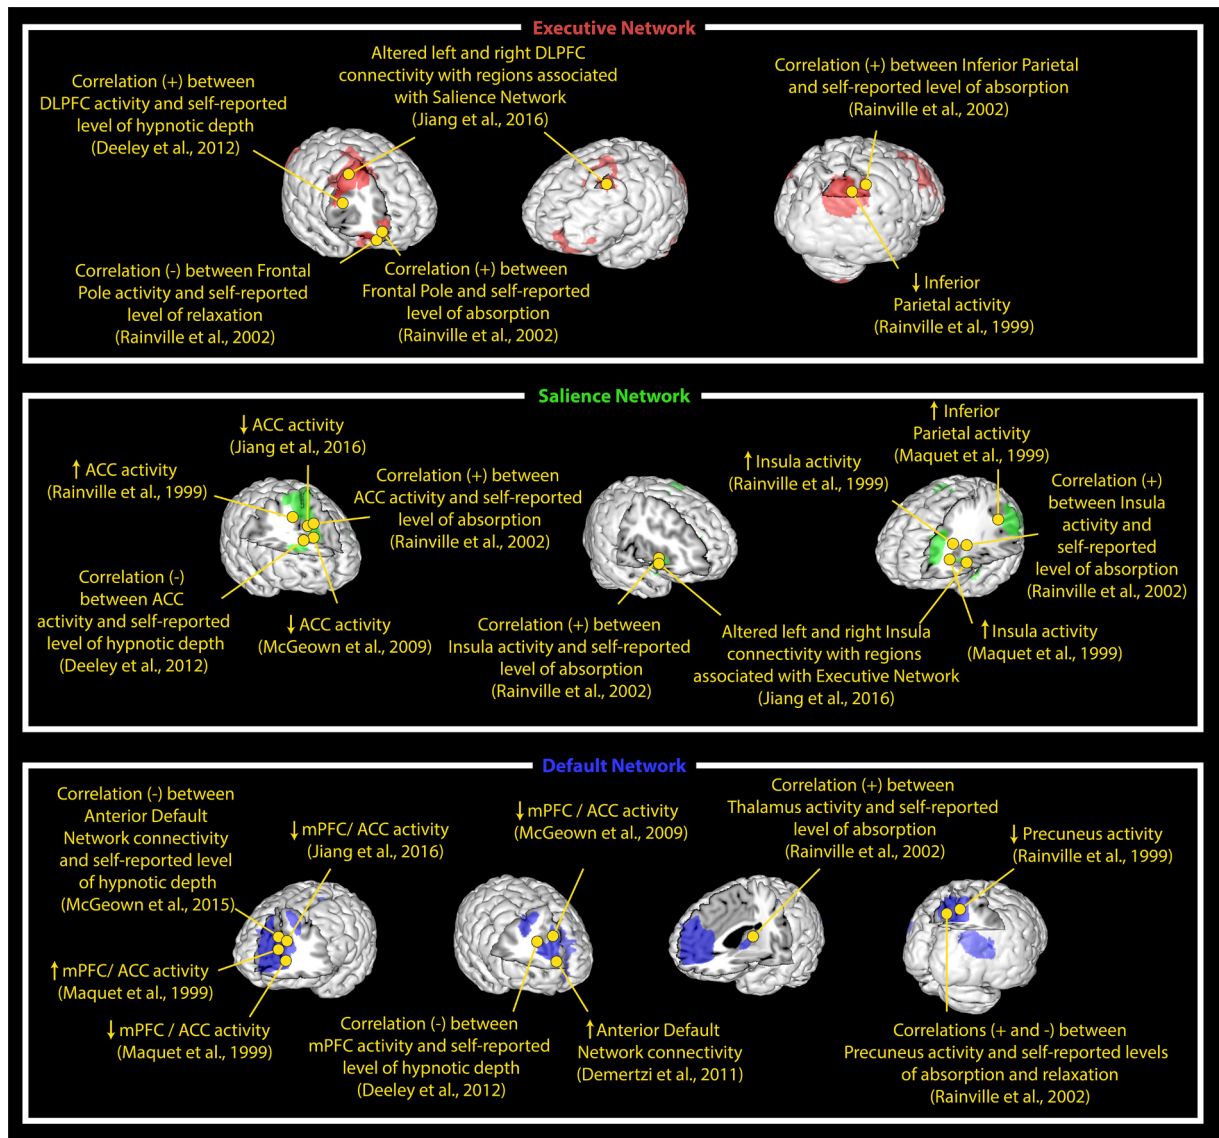 Executive Network
Correlation (+) between
DLPFC activity and self-reported
level of hypnotic depth
(Deeley et al., 2012)
Altered left and right DLPFC
connectivity with regions associated
with Salience Network
(Jiang et al., 2016)
Correlation (+) between Inferior Parietal
and self-reported level of absorption
(Rainville et al., 2002)
Correlation (-) between Frontal
Pole activity and self-reported
level of relaxation
(Rainville et al., 2002)
Correlation (+) between
Frontal Pole and self-reported
level of absorption
(Rainville et al., 2002)
↓ Inferior
Parietal activity
(Rainville et al., 1999)
Salience Network
↓ ACC activity
(Jiang et al., 2016)
↑ ACC activity
(Rainville et al., 1999)
Correlation (+) between
ACC activity and self-reported
level of absorption
(Rainville et al., 2002)
Correlation (-)
between ACC
activity and self-reported
level of hypnotic depth
(Deeley et al., 2012)
↓ ACC activity
(McGeown et al., 2009)
Correlation (+) between
Insula activity and self-reported
level of absorption
(Rainville et al., 2002)
↑ Insula activity
(Rainville et al., 1999)
↑ Inferior
Parietal activity
(Maquet et al., 1999)
Correlation (+)
between Insula
activity and
self-reported
level of absorption
(Rainville et al., 2002)
Altered left and right Insula
connectivity with regions
associated with Executive Network
(Jiang et al., 2016)
↑ Insula activity
(Maquet et al., 1999)
Default Network
Correlation (-) between
Anterior Default
Network connectivity
and self-reported level
of hypnotic depth
(McGeown et al., 2015)
↓ mPFC/ ACC activity
(Jiang et al., 2016)
↑ mPFC/ ACC activity
(Maquet et al., 1999)
↓ mPFC / ACC activity
(Maquet et al., 1999)
↓ mPFC / ACC activity
(McGeown et al., 2009)
Correlation (-) between
mPFC activity and self-reported
level of hypnotic depth
(Deeley et al., 2012)
↑ Anterior Default
Network connectivity
(Demertzi et al., 2011)
Correlation (+) between
Thalamus activity and self-reported
level of absorption
(Rainville et al., 2002)
↓ Precuneus activity
(Rainville et al., 1999)
Correlations (+ and -) between
Precuneus activity and self-reported levels
of absorption and relaxation
(Rainville et al., 2002)